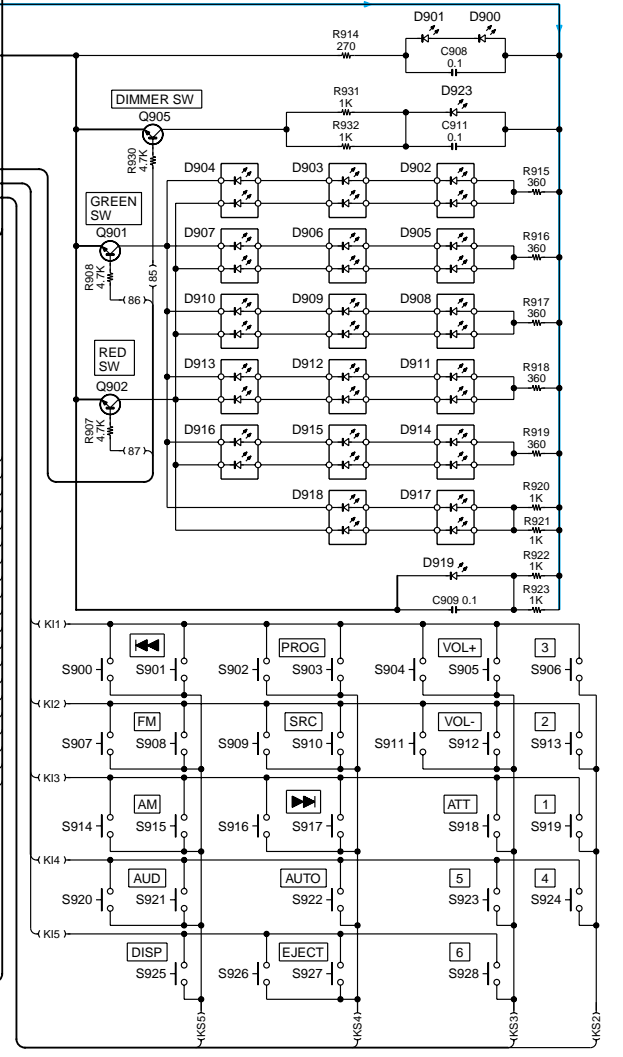 D901 D900
R914
270
C908
0.1
DIMMER SW
Q905
R931
1K
D923
R932
1K
C911
0.1
R930
4.7K
D904 D903 D902
R915
360
GREEN
SW
Q901
D907 D906 D905
R916
360
R908
4.7K
85
86
D910 D909 D908
R917
360
RED
SW
Q902
D913 D912 D911
R918
360
R907
4.7K
87
D916 D915 D914
R919
360
D918 D917
R920
1K
R921
1K
D919
R922
1K
C909 0.1
R923
1K
KI1
PROG VOL+ 3
S900 S901 S902 S903 S904 S905 S906
KI2
FM SRC VOL- 2
S907 S908 S909 S910 S911 S912 S913
KI3
AM ATT 1
S914 S915 S916 S917 S918 S919
KI4
AUD AUTO 5 4
S920 S921 S922 S923 S924
KI5
DISP EJECT 6
S925 S926 S927 S928
KS5 KS4 KS3 KS2